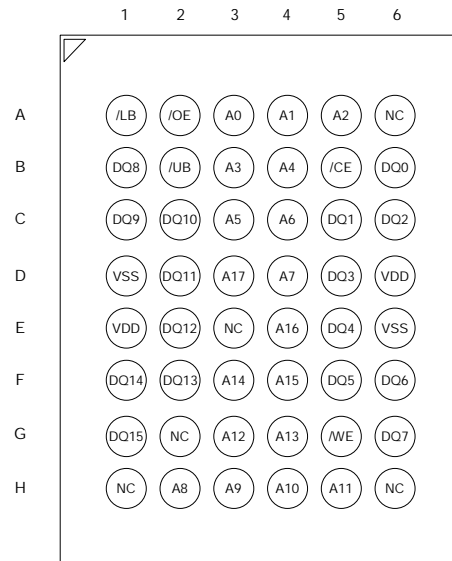 1 2 3 4 5 6
A /LB /OE A0 A1 A2 NC
B DQ8 /UB A3 A4 /CE DQ0
C DQ9 DQ10 A5 A6 DQ1 DQ2
D VSS DQ11 A17 A7 DQ3 VDD
E VDD DQ12 NC A16 DQ4 VSS
F DQ14 DQ13 A14 A15 DQ5 DQ6
G DQ15 NC A12 A13 /WE DQ7
H NC A8 A9 A10 A11 NC